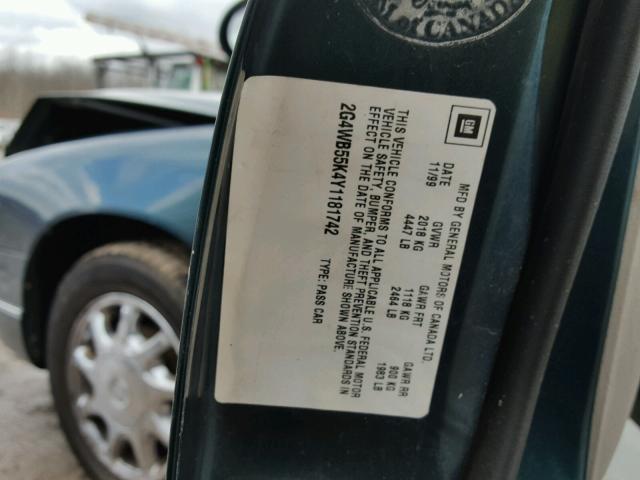 CANADA
GM
MFD BY GENERAL MOTORS OF CANADA LTD.
DATE GVWR GAWR FRT GAWR RR
11/99 2018 KG 1118 KG 900 KG
4447 LB 2464 LB 1983 LB
THIS VEHICLE CONFORMS TO ALL APPLICABLE U.S. FEDERAL MOTOR
VEHICLE SAFETY, BUMPER, AND THEFT PREVENTION STANDARDS IN
EFFECT ON THE DATE OF MANUFACTURE SHOWN ABOVE.
2G4WB55K4Y1181742 TYPE: PASS CAR